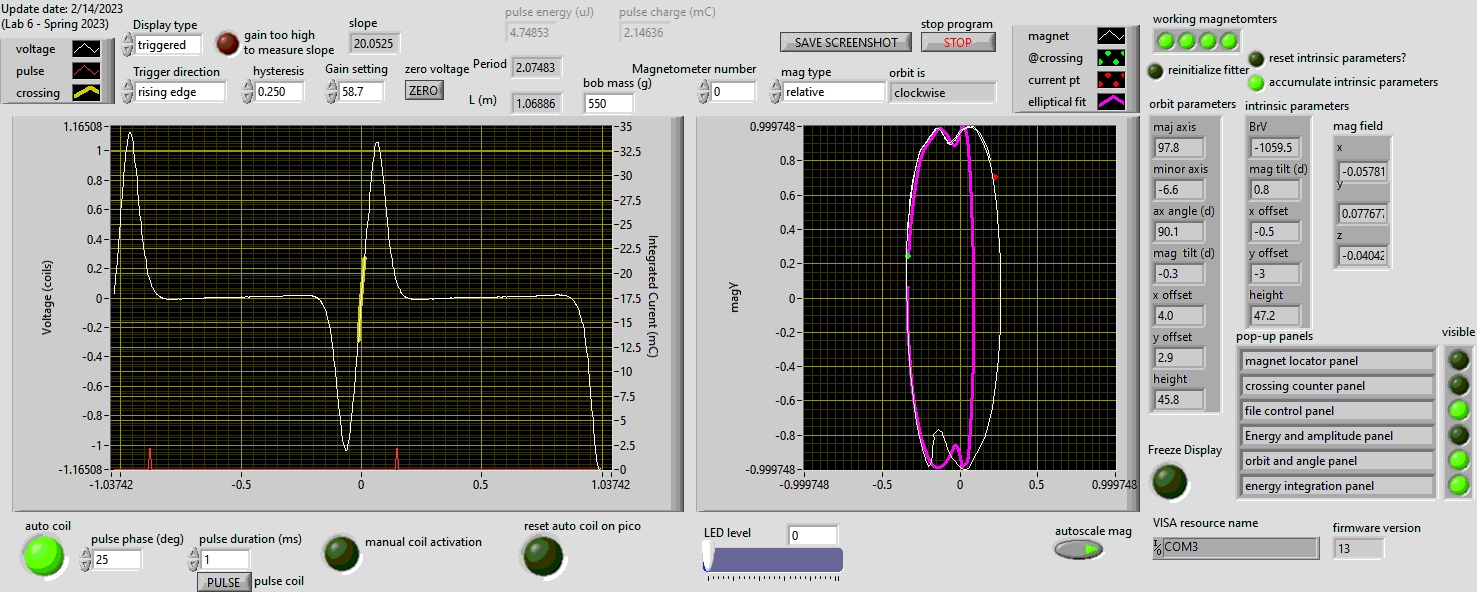 Update date: 2/14/2023
(Lab 6 - Spring 2023)
voltage
pulse
crossing
Display type
triggered
gain too high
to measure slope
slope
20.0525
Trigger direction
rising edge
hysteresis
0.250
Gain setting
58.7
zero voltage
ZERO
pulse energy (uJ)
4.74853
pulse charge (mC)
2.14636
Period
2.07483
L (m)
1.06886
bob mass (g)
550
Magnetometer number
0
mag type
relative
SAVE SCREENSHOT
stop program
STOP
orbit is
clockwise
magnet
@crossing
current pt
elliptical fit
working magnetomters
reinitialize fitter
reset intrinsic parameters?
accumulate intrinsic parameters
orbit parameters
maj axis
97.8
minor axis
-6.6
ax angle (d)
90.1
mag tilt (d)
-0.3
x offset
4.0
y offset
2.9
height
45.8
intrinsic parameters
BrV
-1059.5
mag tilt (d)
0.8
x offset
-0.5
y offset
-3
height
47.2
mag field
x
-0.05781
y
0.07767
z
-0.04042
Voltage (coils)
1.16508
1
0.8
0.6
0.4
0.2
0
-0.2
-0.4
-0.6
-0.8
-1
-1.16508
-1.03742
-0.5
0
0.5
1.03742
35
32.5
30
27.5
25
22.5
20
17.5
15
12.5
10
7.5
5
2.5
0
Integrated Curent (mC)
magY
0.999748
0.8
0.6
0.4
0.2
0
-0.2
-0.4
-0.6
-0.8
-0.999748
-0.999748
-0.5
0
0.5
0.999748
pop-up panels
visible
magnet locator panel
crossing counter panel
file control panel
Energy and amplitude panel
orbit and angle panel
energy integration panel
Freeze Display
auto coil
pulse phase (deg)
25
pulse duration (ms)
1
PULSE
pulse coil
manual coil activation
reset auto coil on pico
LED level
0
autoscale mag
VISA resource name
COM3
firmware version
13